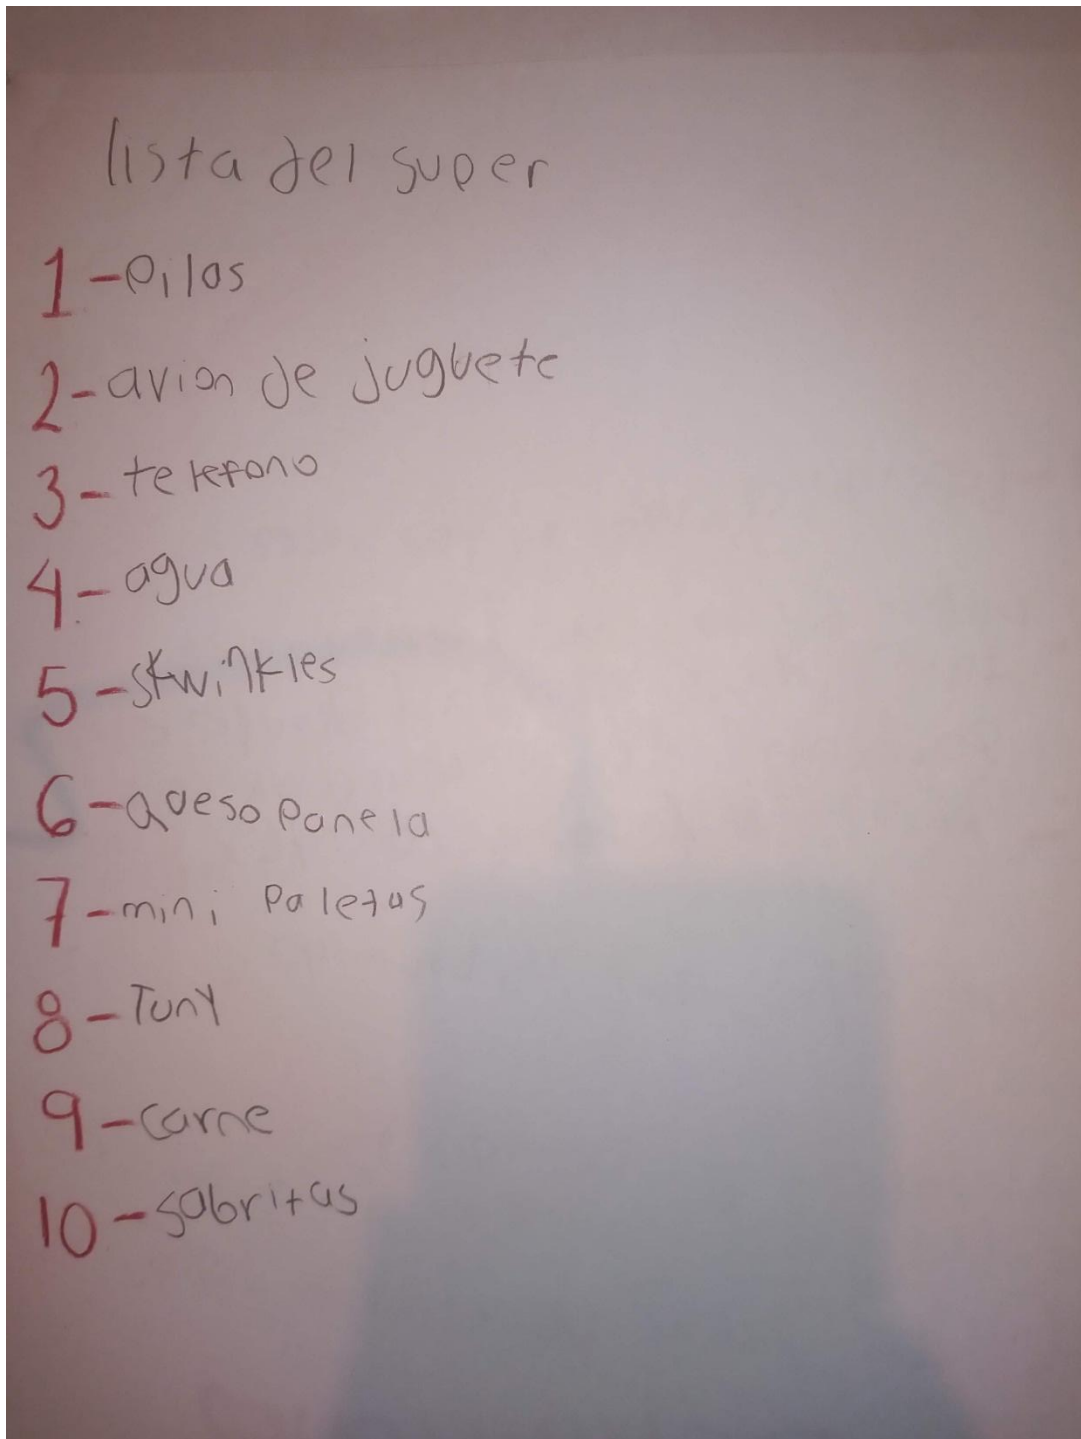 lista del super
1-pilas
2-avion de juguete
3-telefono
4-agua
5-skwinkles
6-queso panela
7-mini paletas
8-Tuny
9-carne
10-sabritas